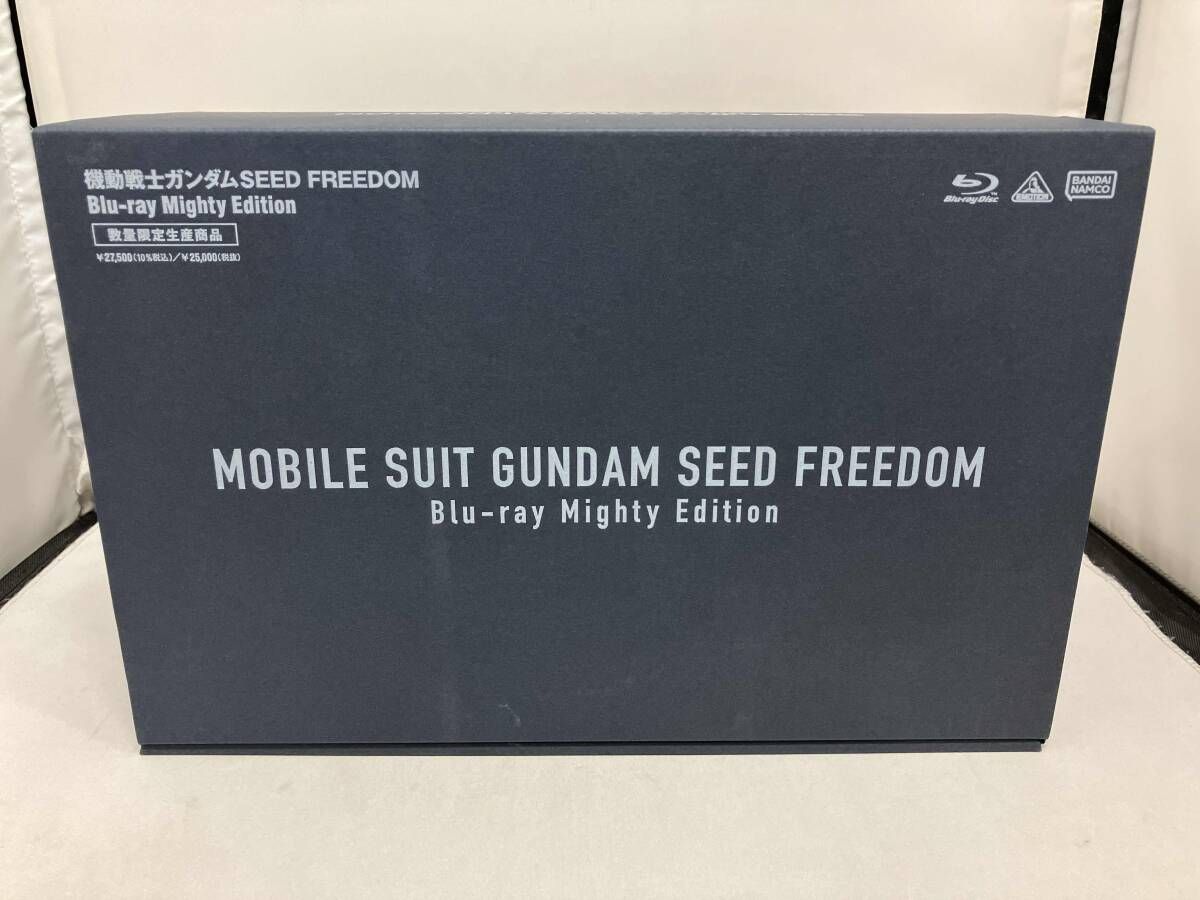 機動戦士ガンダムSEED FREEDOM
Blu-ray Mighty Edition
数量限定生産商品
¥27,500(10%税込)/¥25,000(税抜)
Blu-ray Disc™
EMOTION
BANDAI
NAMCO
MOBILE SUIT GUNDAM SEED FREEDOM
Blu-ray Mighty Edition